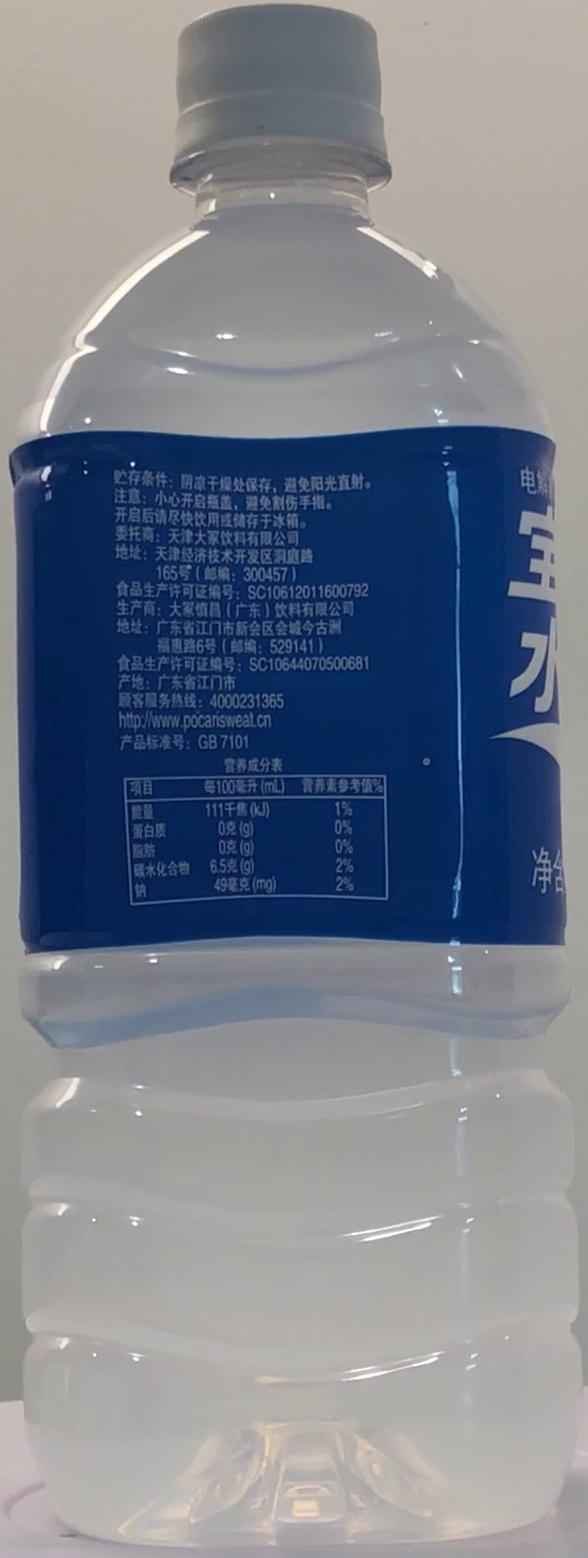 贮存条件：阴凉干燥处保存，避免阳光直射。
注意：小心开启瓶盖，避免割伤手指。
开启后请尽快饮用或储存于冰箱。
委托商：天津大冢饮料有限公司
地址：天津经济技术开发区洞庭路
165号（邮编：300457）
食品生产许可证编号：SC10612011600792
生产商：大冢慎昌（广东）饮料有限公司
地址：广东省江门市新会区会城今古洲
福惠路6号（邮编：529141）
食品生产许可证编号：SC10644070500681
产地：广东省江门市
顾客服务热线：4000231365
http://www.pocarisweat.cn
产品标准号：GB 7101
营养成分表
项目 每100毫升(mL) 营养素参考值%
能量 111千焦(kJ) 1%
蛋白质 0克(g) 0%
脂肪 0克(g) 0%
碳水化合物 6.5克(g) 2%
钠 49毫克(mg) 2%
电解
宝
水
净含